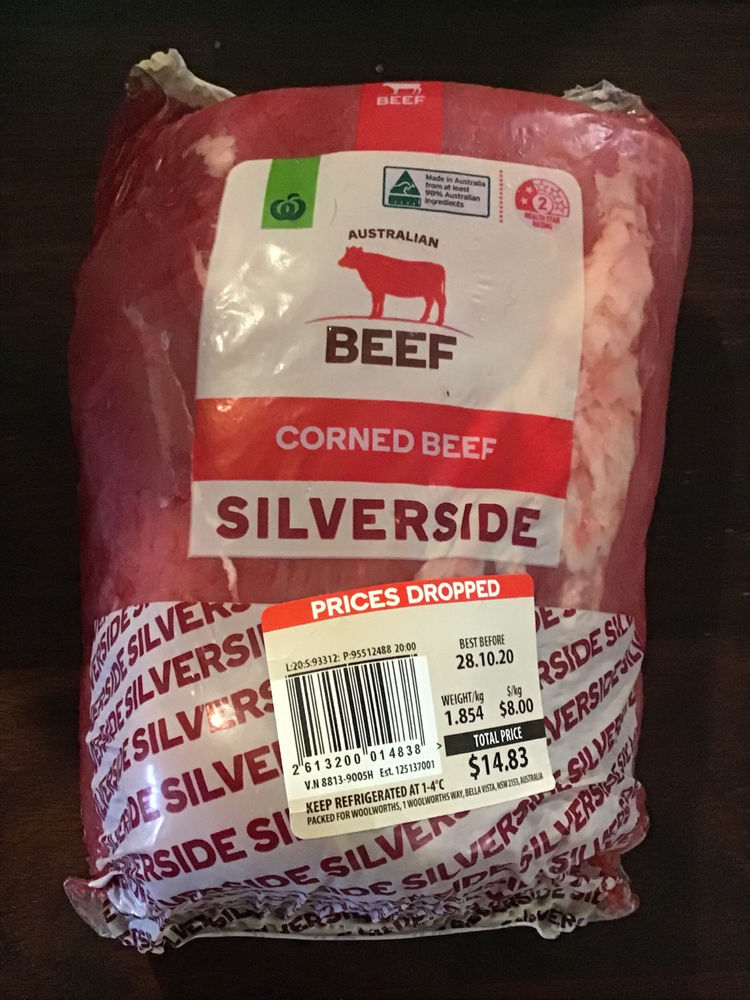 BEEF
Made in Australia
from at least
98% Australian
ingredients
2
HEALTH STAR
RATING
AUSTRALIAN
BEEF
CORNED BEEF
SILVERSIDE
PRICES DROPPED
L:20:S:93312: P:95512488 20:00
BEST BEFORE
28.10.20
WEIGHT/kg $/kg
1.854 $8.00
TOTAL PRICE
$14.83
2 613200 014838 >
V.N 8813-9005H Est. 125137001
KEEP REFRIGERATED AT 1-4°C
PACKED FOR WOOLWORTHS, 1 WOOLWORTHS WAY, BELLA VISTA, NSW 2153, AUSTRALIA
SILVERSIDE SILVERSIDE